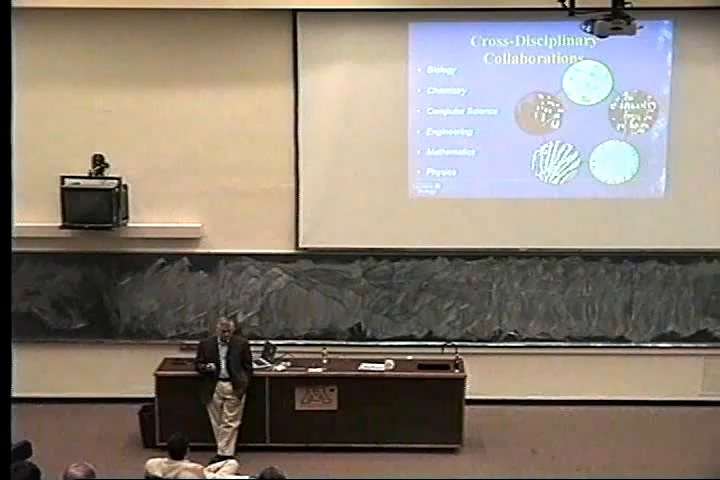 Cross-Disciplinary
Collaborations
• Biology
• Chemistry
• Computer Science
• Engineering
• Mathematics
• Physics